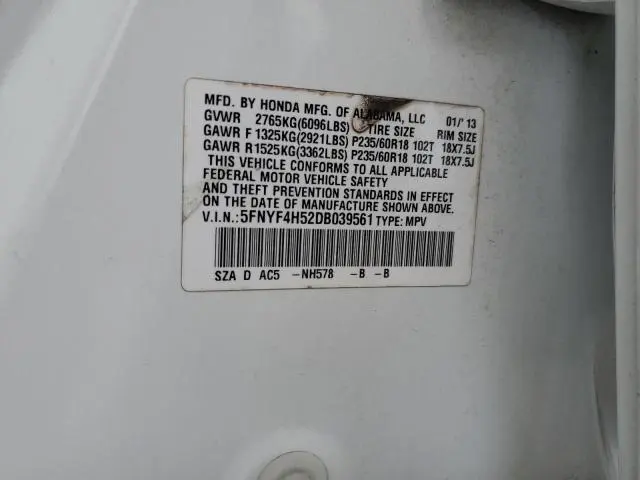 MFD. BY HONDA MFG. OF ALABAMA, LLC 01/'13
GVWR 2765KG(6096LBS) TIRE SIZE RIM SIZE
GAWR F 1325KG(2921LBS) P235/60R18 102T 18X7.5J
GAWR R1525KG(3362LBS) P235/60R18 102T 18X7.5J
THIS VEHICLE CONFORMS TO ALL APPLICABLE
FEDERAL MOTOR VEHICLE SAFETY
AND THEFT PREVENTION STANDARDS IN EFFECT
ON THE DATE OF MANUFACTURE SHOWN ABOVE.
V.I.N.: 5FNYF4H52DB039561 TYPE: MPV
SZA D AC5 -NH578 -B -B